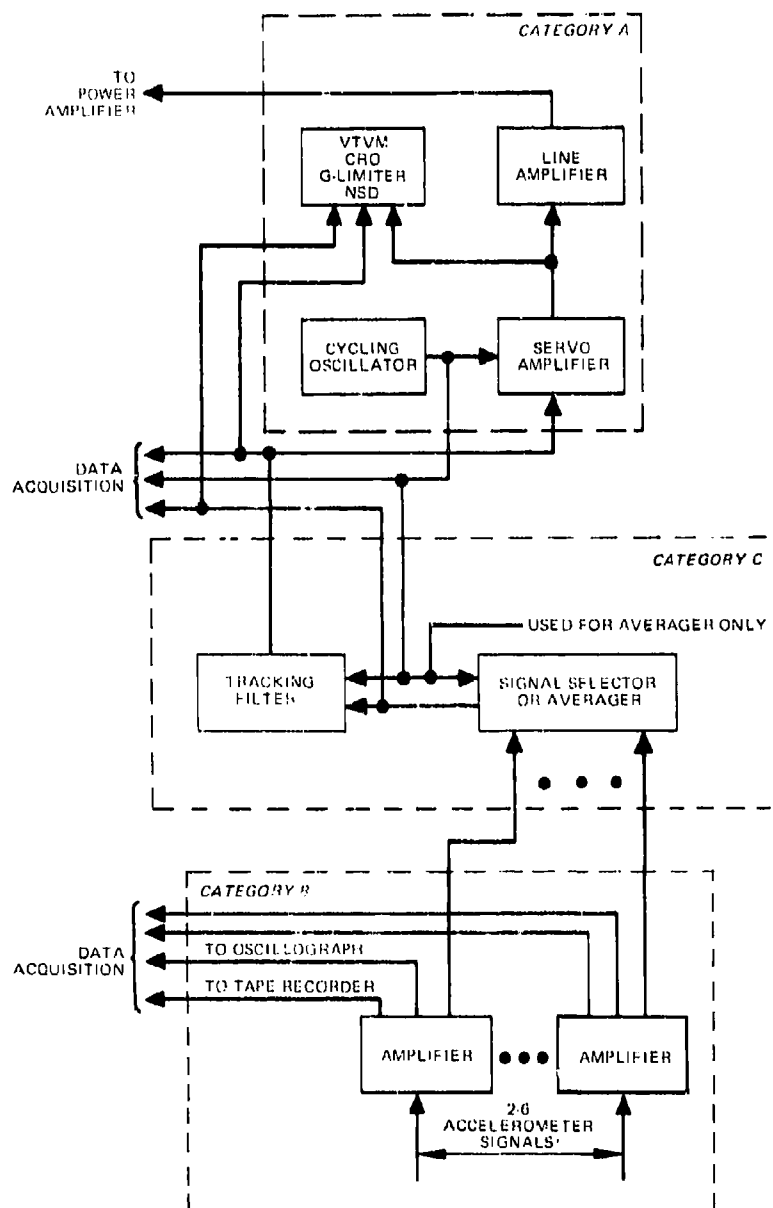 CATEGORY A
TO
POWER
AMPLIFIER
VTVM
CRO
G-LIMITER
NSD
LINE
AMPLIFIER
CYCLING
OSCILLATOR
SERVO
AMPLIFIER
DATA
ACQUISITION
CATEGORY C
USED FOR AVERAGER ONLY
TRACKING
FILTER
SIGNAL SELECTOR
OR AVERAGER
CATEGORY B
DATA
ACQUISITION
TO OSCILLOGRAPH
TO TAPE RECORDER
AMPLIFIER
AMPLIFIER
2-6
ACCELEROMETER
SIGNALS